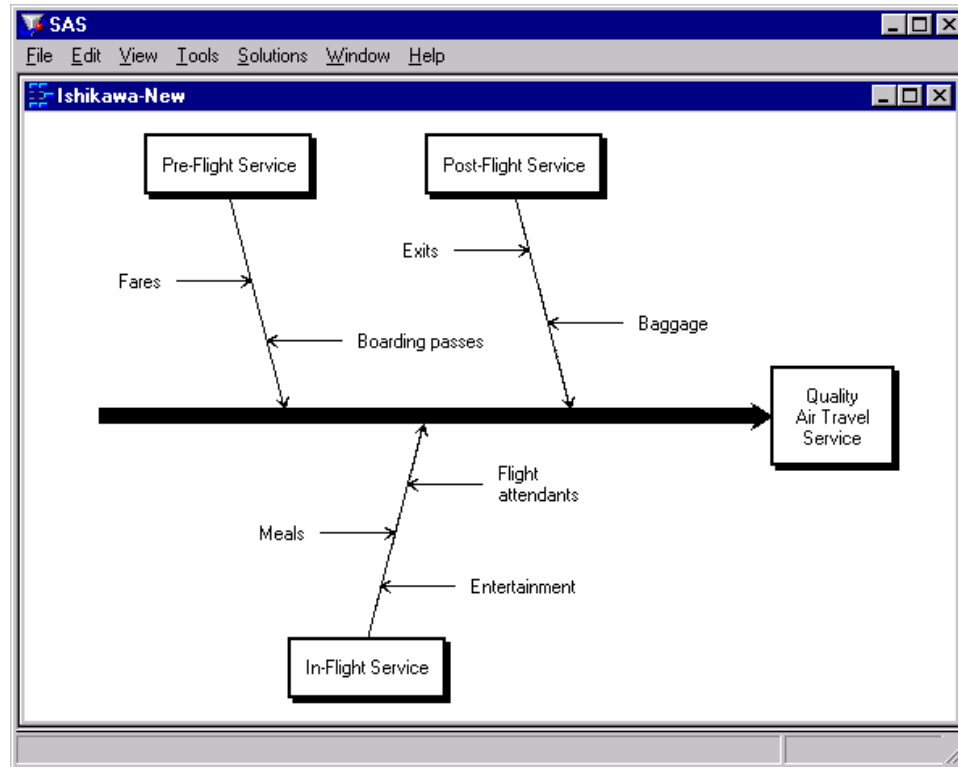 SAS
File Edit View Tools Solutions Window Help
Ishikawa-New
Pre-Flight Service
Post-Flight Service
Exits
Fares
Baggage
Boarding passes
Quality
Air Travel
Service
Flight
attendants
Meals
Entertainment
In-Flight Service